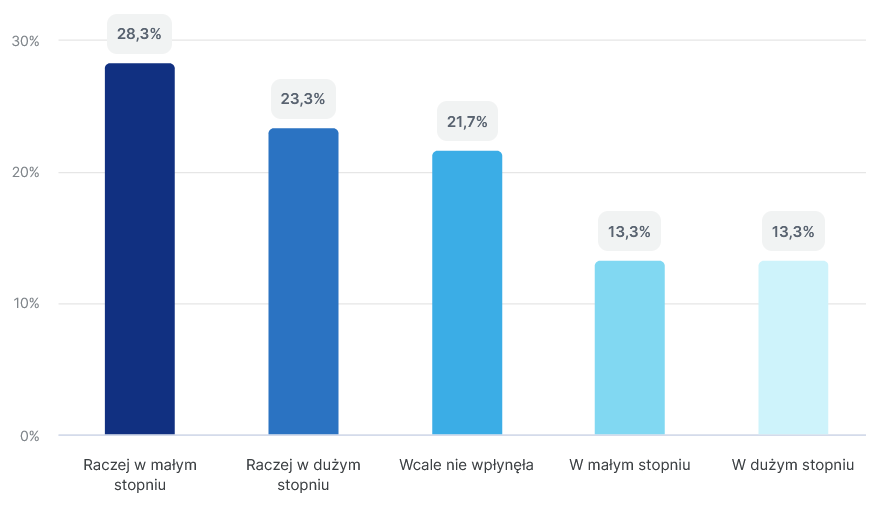 28,3%
30%
23,3%
21,7%
20%
13,3%
13,3%
10%
0%
Raczej w małym
stopniu
Raczej w dużym
stopniu
Wcale nie wpłynęła
W małym stopniu
W dużym stopniu